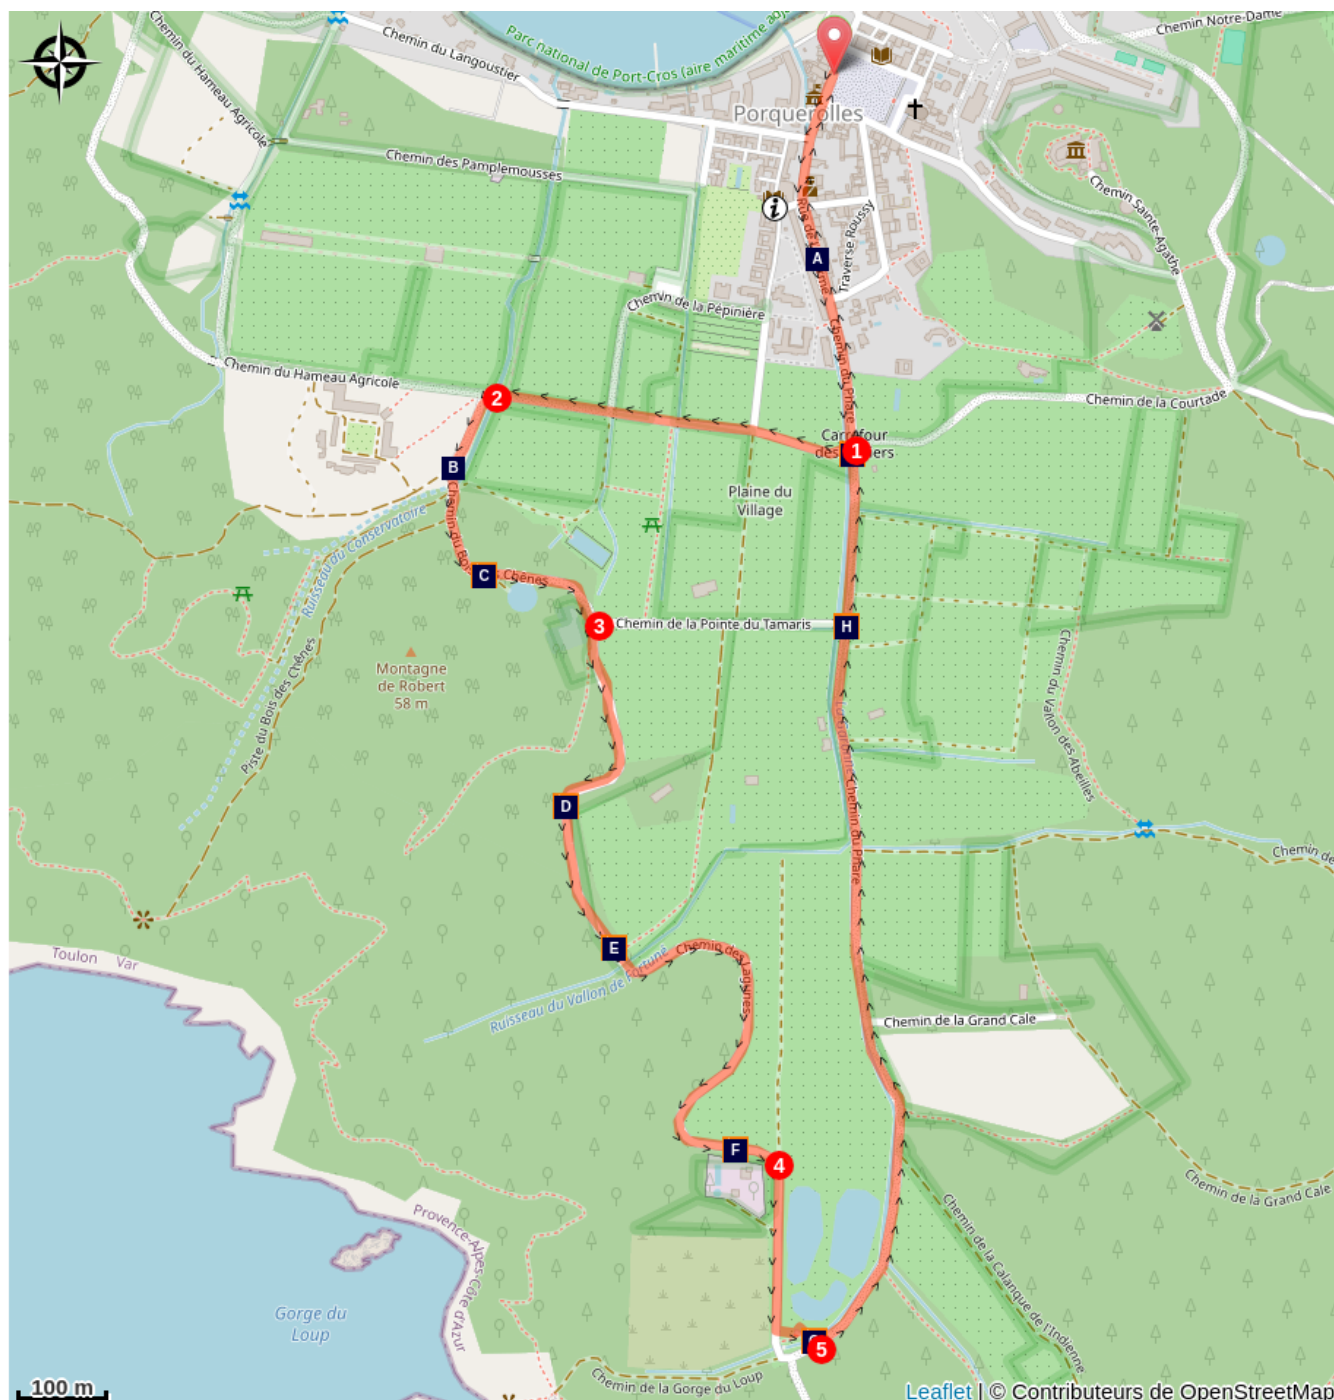 Chemin Notre-Dame
Chemin du Hameau Agricole
Chemin du Langoustier
Parc national de Port-Cros (aire maritime adj
Porquerolles
Chemin des Pamplemousses
Chemin Sainte-Agathe
i
Traverse Roussy
A
Chemin de la Pépinière
Chemin du Phare
Chemin du Hameau Agricole
2
Chemin de la Courtade
1
B
Plaine du
Village
Ruisseau du Conservatoire
C
Chênes
3
Chemin de la Pointe du Tamaris
H
Montagne
de Robert
58 m
Piste du Bois des Chênes
Chemin du Vallon des Abeilles
D
Chemin du Phare
Chemin de
E
Chemin des Lagunes
Toulon Var
Ruisseau du Vallon de Fortuné
Chemin de la Grand Cale
F
4
Chemin de la Grand Cale
Provence-Alpes-Côte d'Azur
Chemin de la Calanque de l'Indienne
Gorge du
Loup
5
Chemin de la Gorge du Loup
100 m
Leaflet | © Contributeurs de OpenStreetMap